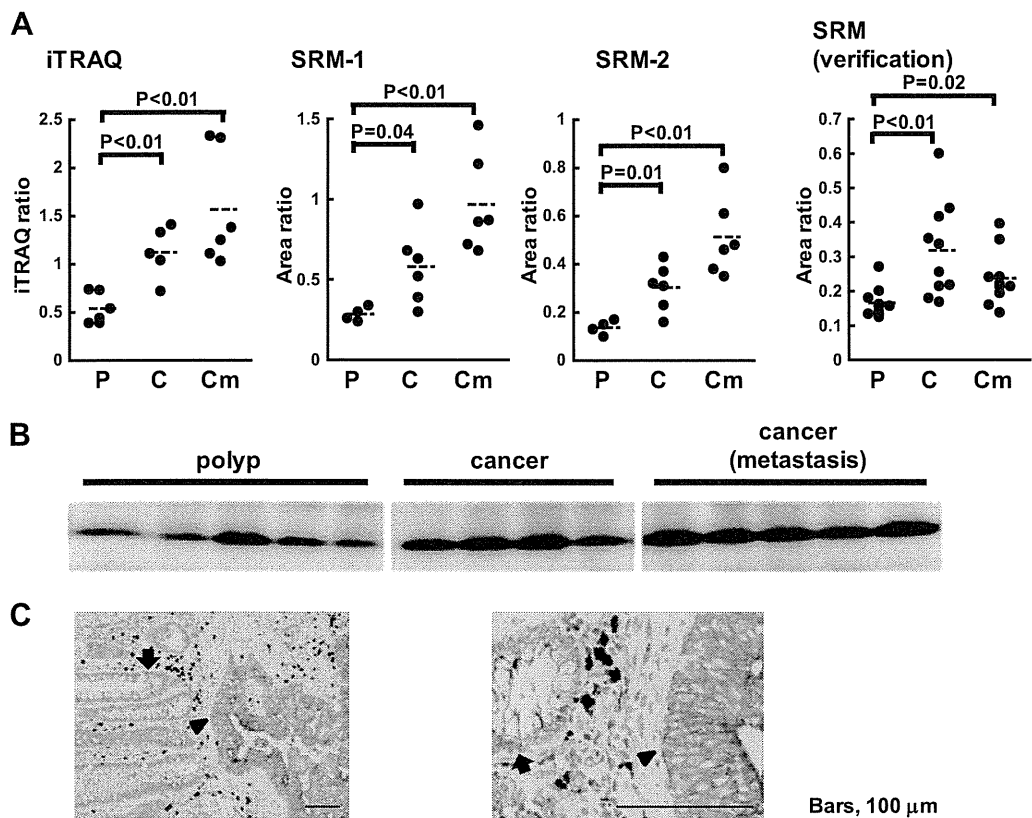 A
iTRAQ
P<0.01
P<0.01
iTRAQ ratio
2.5
2
1.5
1
0.5
0
P C Cm
SRM-1
P<0.01
P=0.04
Area ratio
1.5
1
0.5
0
P C Cm
SRM-2
P<0.01
P=0.01
Area ratio
1
0.8
0.6
0.4
0.2
0
P C Cm
SRM
(verification)
P=0.02
P<0.01
Area ratio
0.7
0.6
0.5
0.4
0.3
0.2
0.1
0
P C Cm
B
polyp
cancer
cancer
(metastasis)
C
Bars, 100 μm